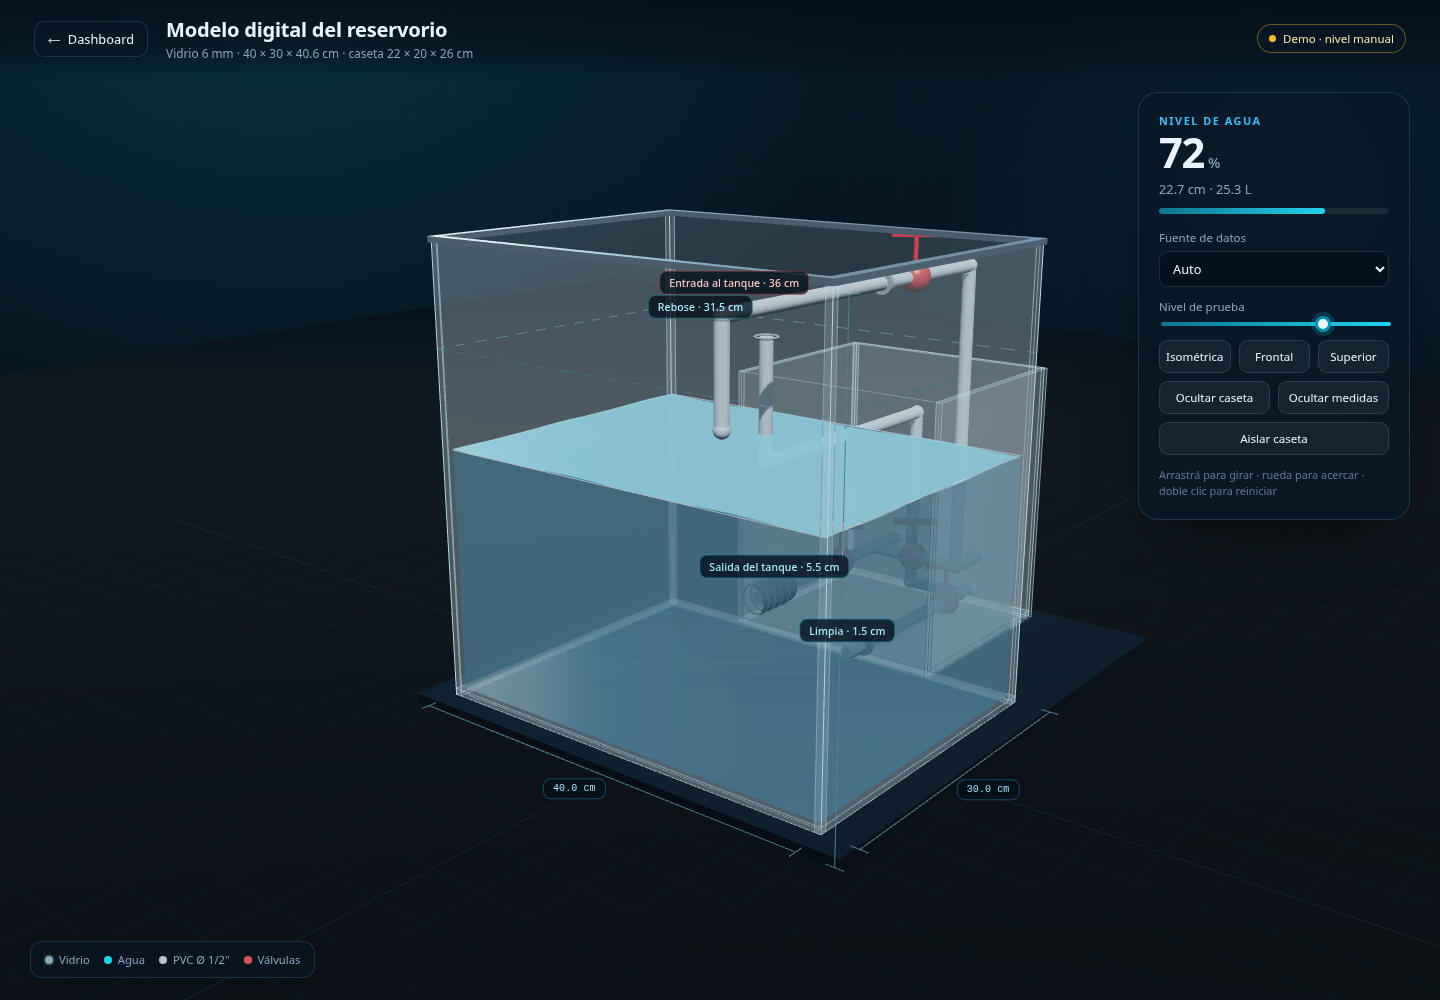 ← Dashboard
Modelo digital del reservorio
Vidrio 6 mm · 40 × 30 × 40.6 cm · caseta 22 × 20 × 26 cm
Demo · nivel manual
NIVEL DE AGUA
72 %
22.7 cm · 25.3 L
Fuente de datos
Auto
Nivel de prueba
Isométrica
Frontal
Superior
Ocultar caseta
Ocultar medidas
Aislar caseta
Arrastrá para girar · rueda para acercar ·
doble clic para reiniciar
Entrada al tanque · 36 cm
Rebose · 31.5 cm
Salida del tanque · 5.5 cm
Limpia · 1.5 cm
40.0 cm
30.0 cm
Vidrio
Agua
PVC Ø 1/2"
Válvulas